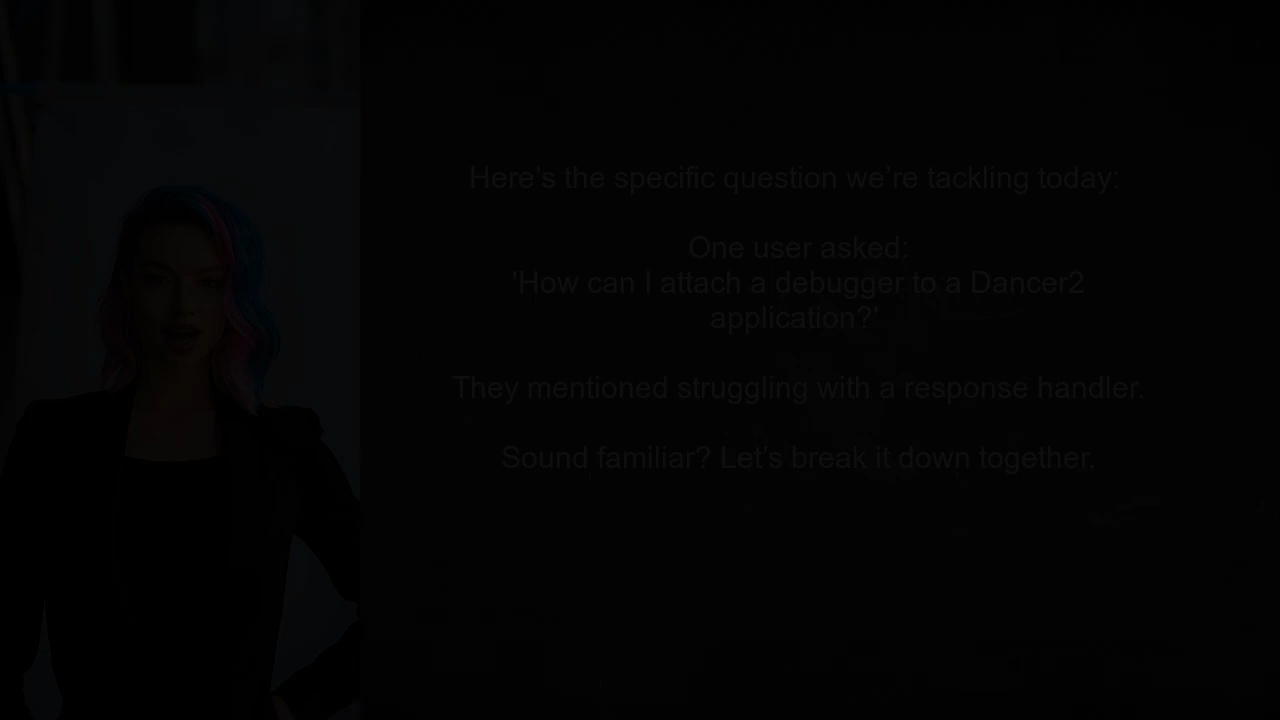 Here's the specific question we're tackling today:
One user asked:
'How can I attach a debugger to a Dancer2
application?'
They mentioned struggling with a response handler.
Sound familiar? Let's break it down together.